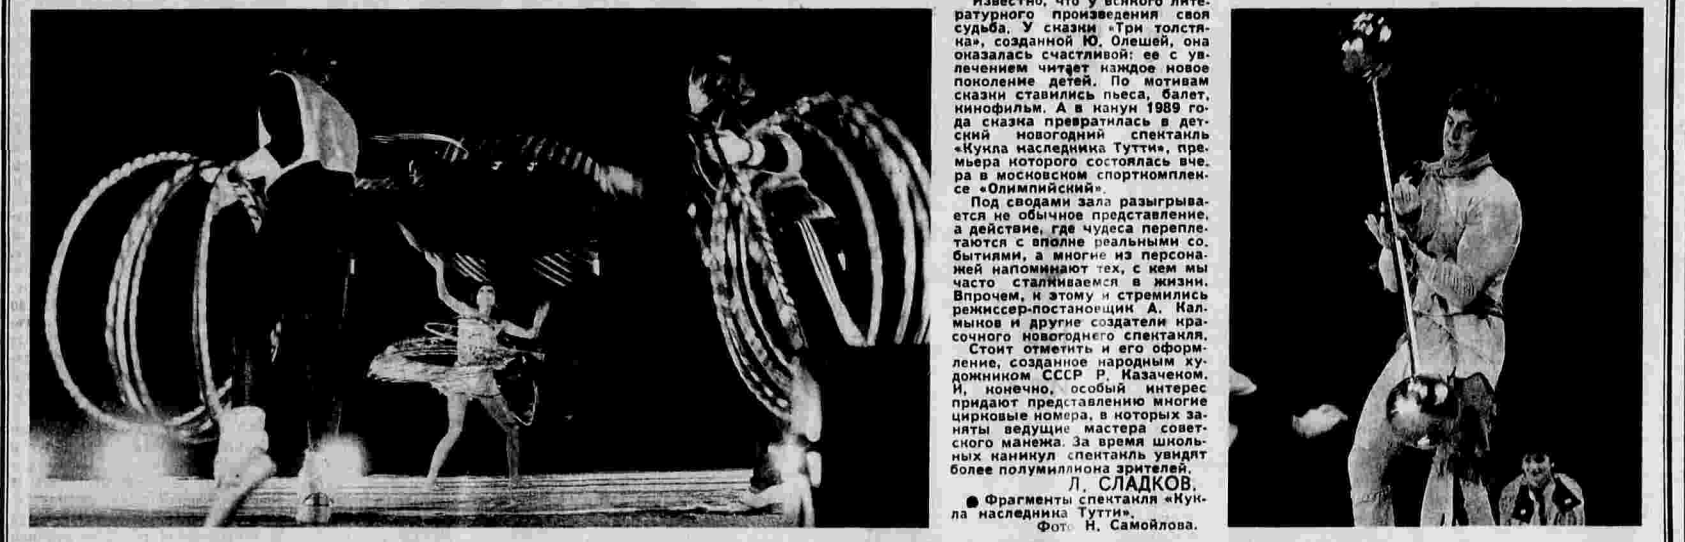 Известно, что у всякого лите-
ратурного произведения своя
судьба. У сказки «Три толстя-
ка», созданной Ю. Олешей, она
оказалась счастливой: ее с ув-
лечением читает каждое новое
поколение детей. По мотивам
сказки ставились пьеса, балет,
кинофильм. А в канун 1989 го-
да сказка превратилась в дет-
ский новогодний спектакль
«Кукла наследника Тутти», пре-
мьера которого состоялась вче-
ра в московском спорткомплек-
се «Олимпийский».
Под сводами зала разыгрыва-
ется не обычное представление,
а действие, где чудеса перепле-
таются с вполне реальными со-
бытиями, а многие из персона-
жей напоминают тех, с кем мы
часто сталкиваемся в жизни.
Впрочем, к этому и стремились
режиссер-постановщик А. Кал-
мыков и другие создатели кра-
сочного новогоднего спектакля.
Стоит отметить и его оформ-
ление, созданное народным ху-
дожником СССР Р. Казачеком.
И, конечно, особый интерес
придают представлению многие
цирковые номера, в которых за-
няты ведущие мастера совет-
ского манежа. За время школь-
ных каникул спектакль увидят
более полумиллиона зрителей.
Л. СЛАДКОВ.
● Фрагменты спектакля «Кук-
ла наследника Тутти».
Фото Н. Самойлова.